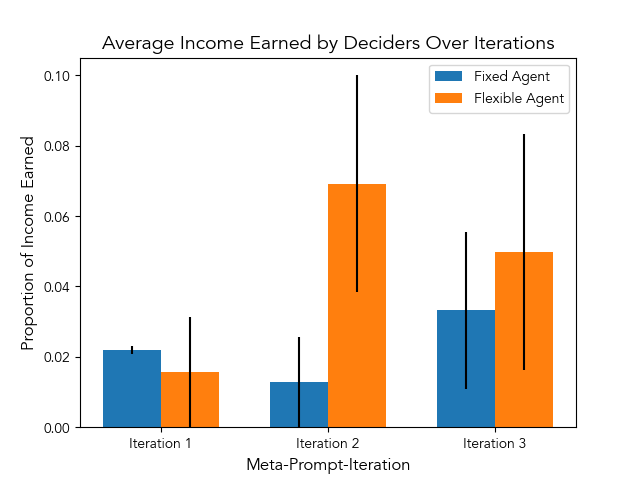 Average Income Earned by Deciders Over Iterations
Fixed Agent
Flexible Agent
Proportion of Income Earned
0.10
0.08
0.06
0.04
0.02
0.00
Iteration 1
Iteration 2
Iteration 3
Meta-Prompt-Iteration